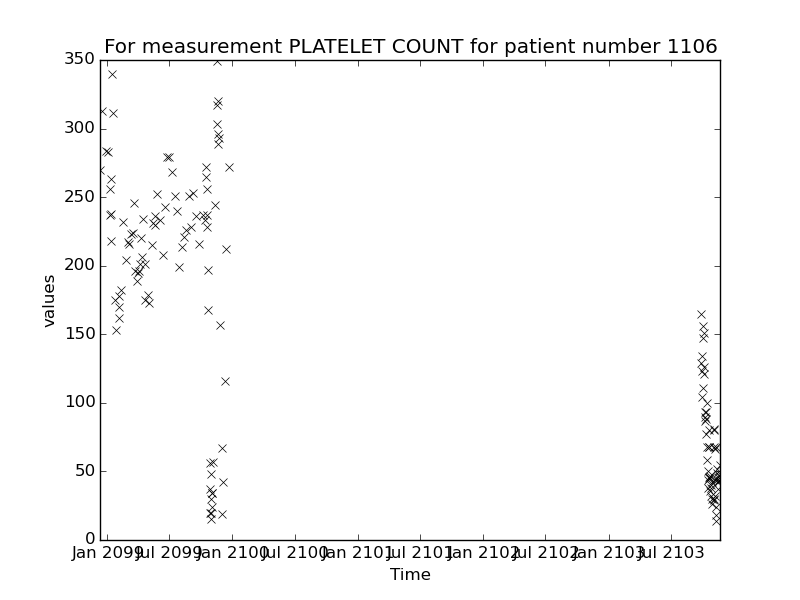 For measurement PLATELET COUNT for patient number 1106
350
300
250
200
150
100
50
0
values
Jan 2099 Jul 2099 Jan 2100 Jul 2100 Jan 2101 Jul 2101 Jan 2102 Jul 2102 Jan 2103 Jul 2103
Time